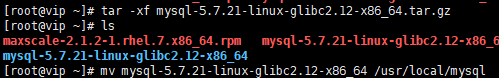 [root@vip ~]# tar -xf mysql-5.7.21-linux-glibc2.12-x86_64.tar.gz
[root@vip ~]# ls
maxscale-2.1.2-1.rhel.7.x86_64.rpm mysql-5.7.21-linux-glibc2.12-x86_64
mysql-5.7.21-linux-glibc2.12-x86_64
[root@vip ~]# mv mysql-5.7.21-linux-glibc2.12-x86_64 /usr/local/mysql